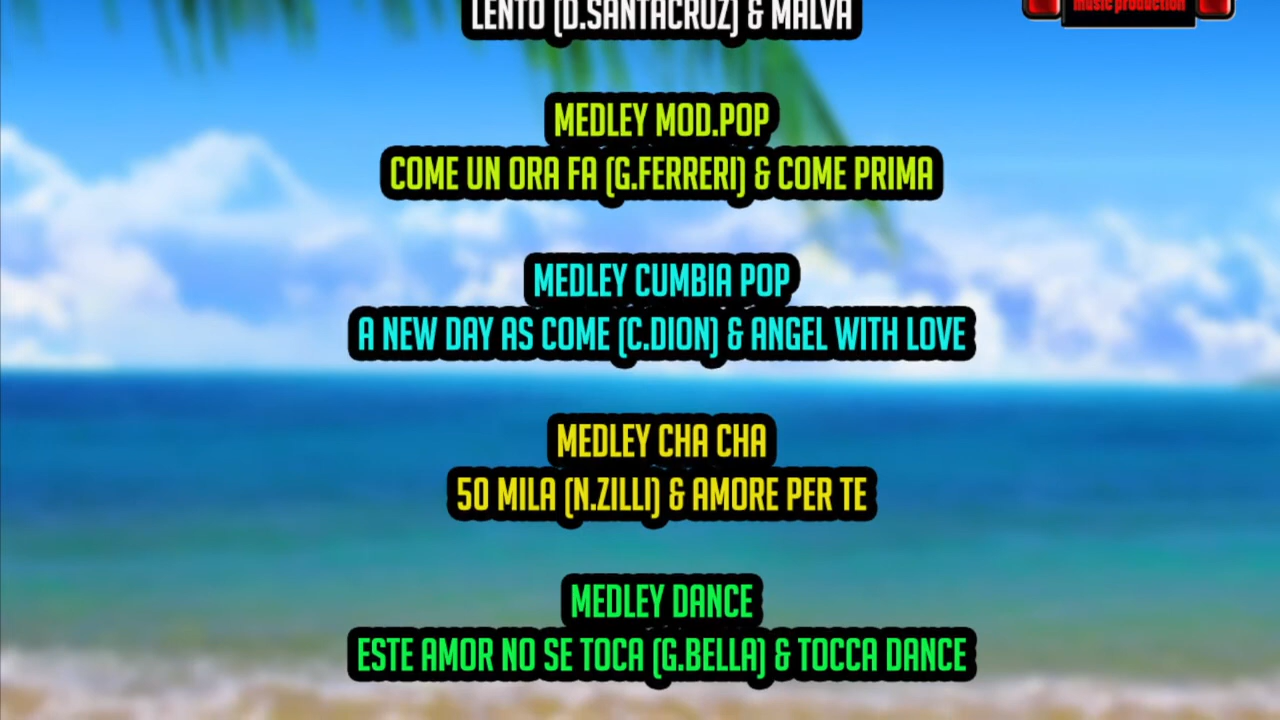 LENTO (D.SANTACRUZ) & MALVA
music production
MEDLEY MOD.POP
COME UN ORA FA (G.FERRERI) & COME PRIMA
MEDLEY CUMBIA POP
A NEW DAY AS COME (C.DION) & ANGEL WITH LOVE
MEDLEY CHA CHA
50 MILA (N.ZILLI) & AMORE PER TE
MEDLEY DANCE
ESTE AMOR NO SE TOCA (G.BELLA) & TOCCA DANCE